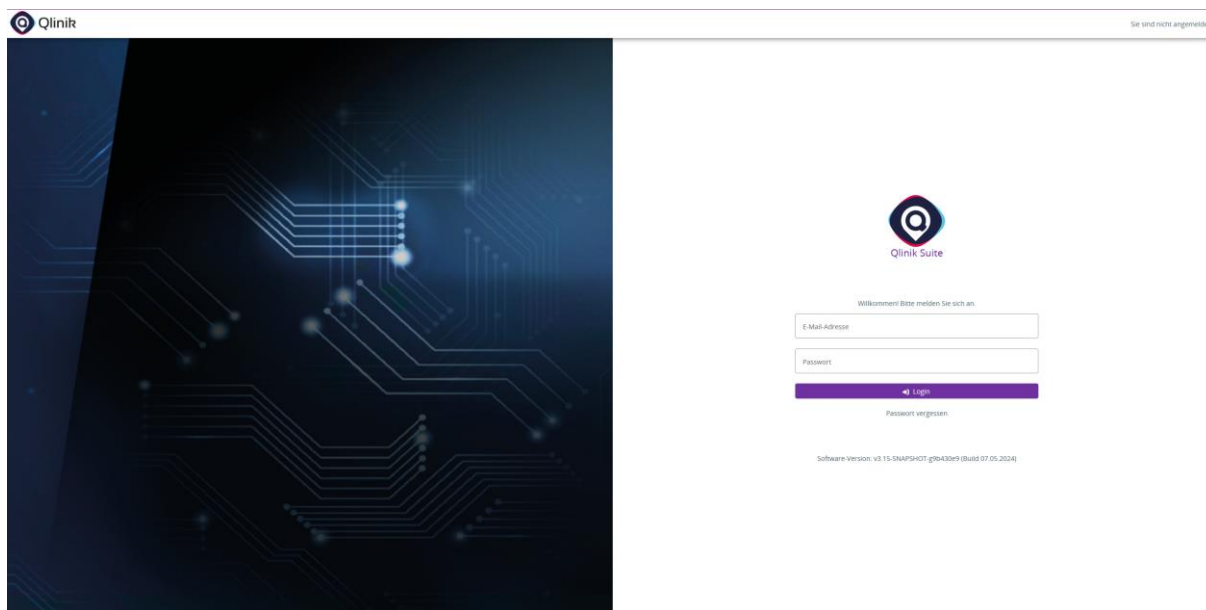 Qlinik
Sie sind nicht angemelde
Qlinik Suite
Willkommen! Bitte melden Sie sich an.
E-Mail-Adresse
Passwort
Login
Passwort vergessen
Software-Version: v3.15-SNAPSHOT-g9b430e9 (Build 07.05.2024)